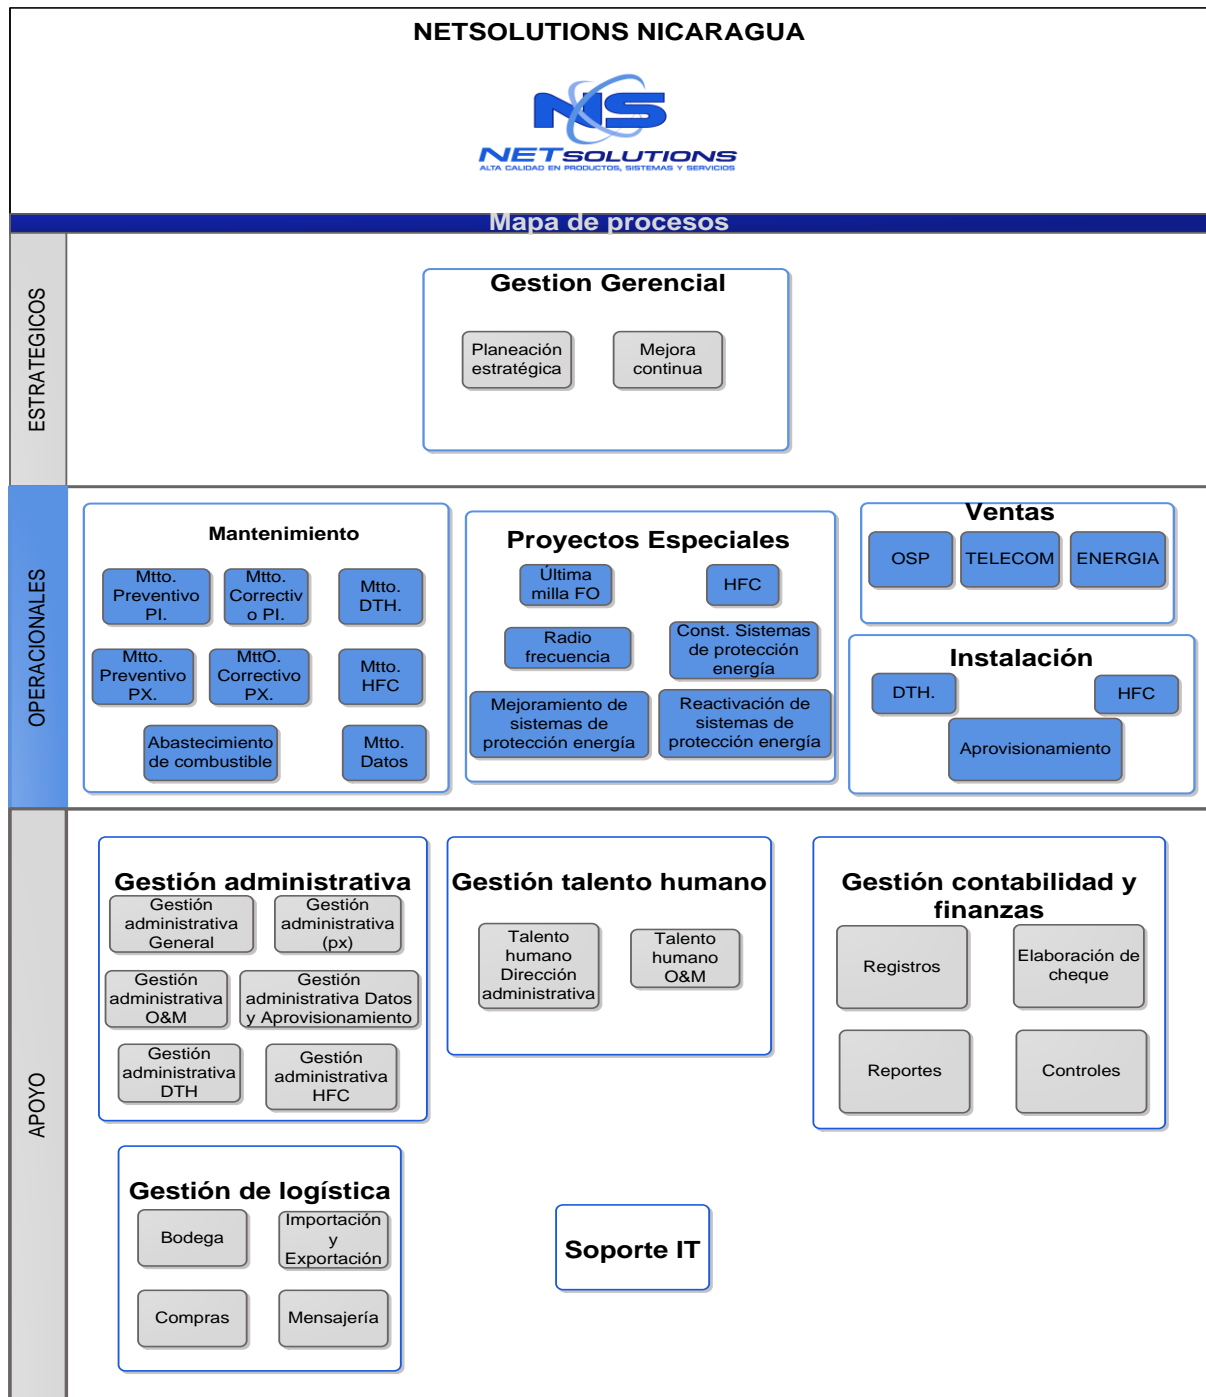 NETSOLUTIONS NICARAGUA
NS
NETSOLUTIONS
ALTA CALIDAD EN PRODUCTOS, SISTEMAS Y SERVICIOS
Mapa de procesos
ESTRATEGICOS
Gestion Gerencial
Planeación
estratégica
Mejora
continua
OPERACIONALES
Mantenimiento
Mtto.
Preventivo
PI.
Mtto.
Correctiv
o PI.
Mtto.
DTH.
Mtto.
Preventivo
PX.
MttO.
Correctivo
PX.
Mtto.
HFC
Abastecimiento
de combustible
Mtto.
Datos
Proyectos Especiales
Última
milla FO
HFC
Radio
frecuencia
Const. Sistemas
de protección
energía
Mejoramiento de
sistemas de
protección energía
Reactivación de
sistemas de
protección energía
Ventas
OSP
TELECOM
ENERGIA
Instalación
DTH.
HFC
Aprovisionamiento
APOYO
Gestión administrativa
Gestión
administrativa
General
Gestión
administrativa
(px)
Gestión
administrativa
O&M
Gestión
administrativa Datos
y Aprovisionamiento
Gestión
administrativa
DTH
Gestión
administrativa
HFC
Gestión talento humano
Talento
humano
Dirección
administrativa
Talento
humano
O&M
Gestión contabilidad y
finanzas
Registros
Elaboración de
cheque
Reportes
Controles
Gestión de logística
Bodega
Importación
y
Exportación
Compras
Mensajería
Soporte IT